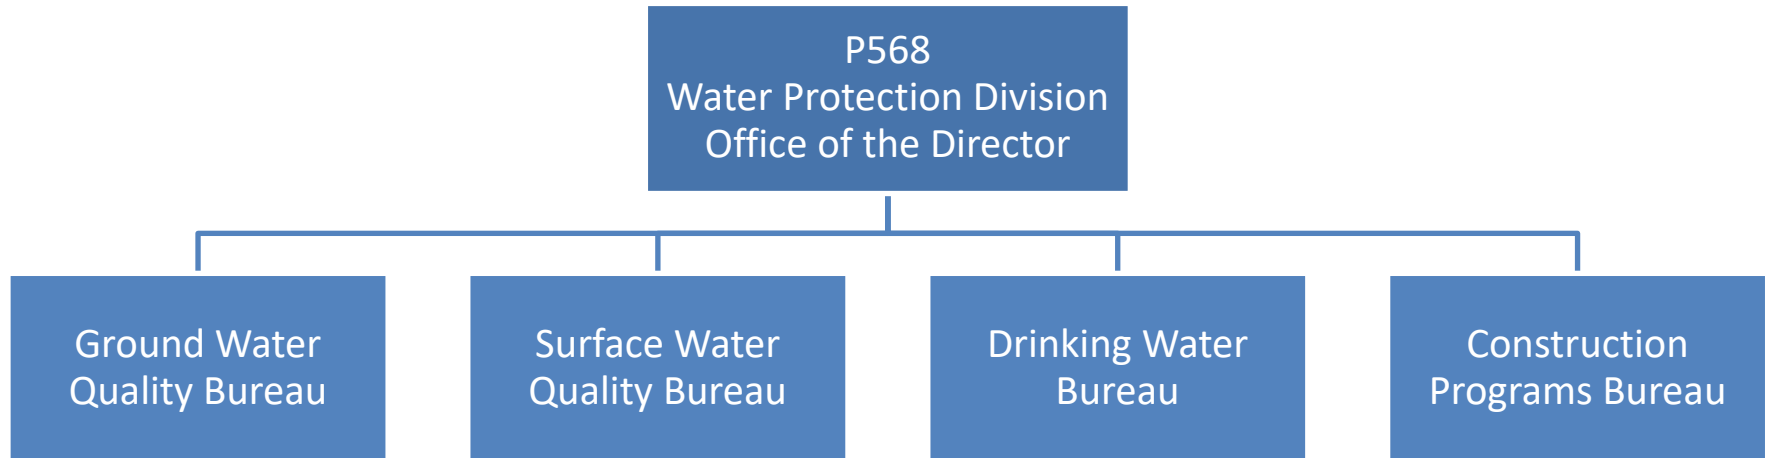 P568
Water Protection Division
Office of the Director
Ground Water
Quality Bureau
Surface Water
Quality Bureau
Drinking Water
Bureau
Construction
Programs Bureau